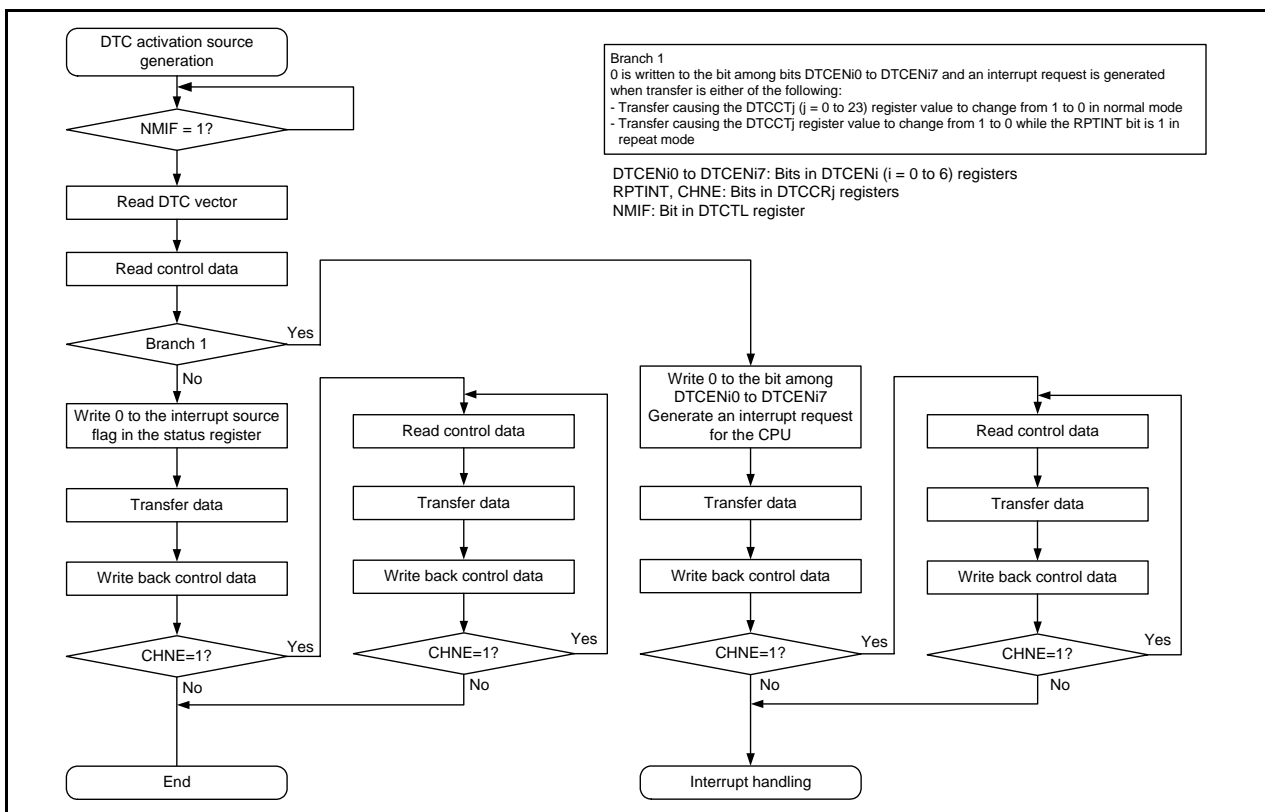 DTC activation source
generation
NMIF = 1?
Read DTC vector
Read control data
Branch 1
Yes
No
Write 0 to the interrupt source
flag in the status register
Transfer data
Write back control data
CHNE=1?
Yes
No
End
Read control data
Transfer data
Write back control data
CHNE=1?
Yes
No
Branch 1
0 is written to the bit among bits DTCENi0 to DTCENi7 and an interrupt request is generated
when transfer is either of the following:
- Transfer causing the DTCCTj (j = 0 to 23) register value to change from 1 to 0 in normal mode
- Transfer causing the DTCCTj register value to change from 1 to 0 while the RPTINT bit is 1 in
repeat mode
DTCENi0 to DTCENi7: Bits in DTCENi (i = 0 to 6) registers
RPTINT, CHNE: Bits in DTCCRj registers
NMIF: Bit in DTCTL register
Write 0 to the bit among
DTCENi0 to DTCENi7
Generate an interrupt request
for the CPU
Transfer data
Write back control data
CHNE=1?
Yes
No
Interrupt handling
Read control data
Transfer data
Write back control data
CHNE=1?
Yes
No